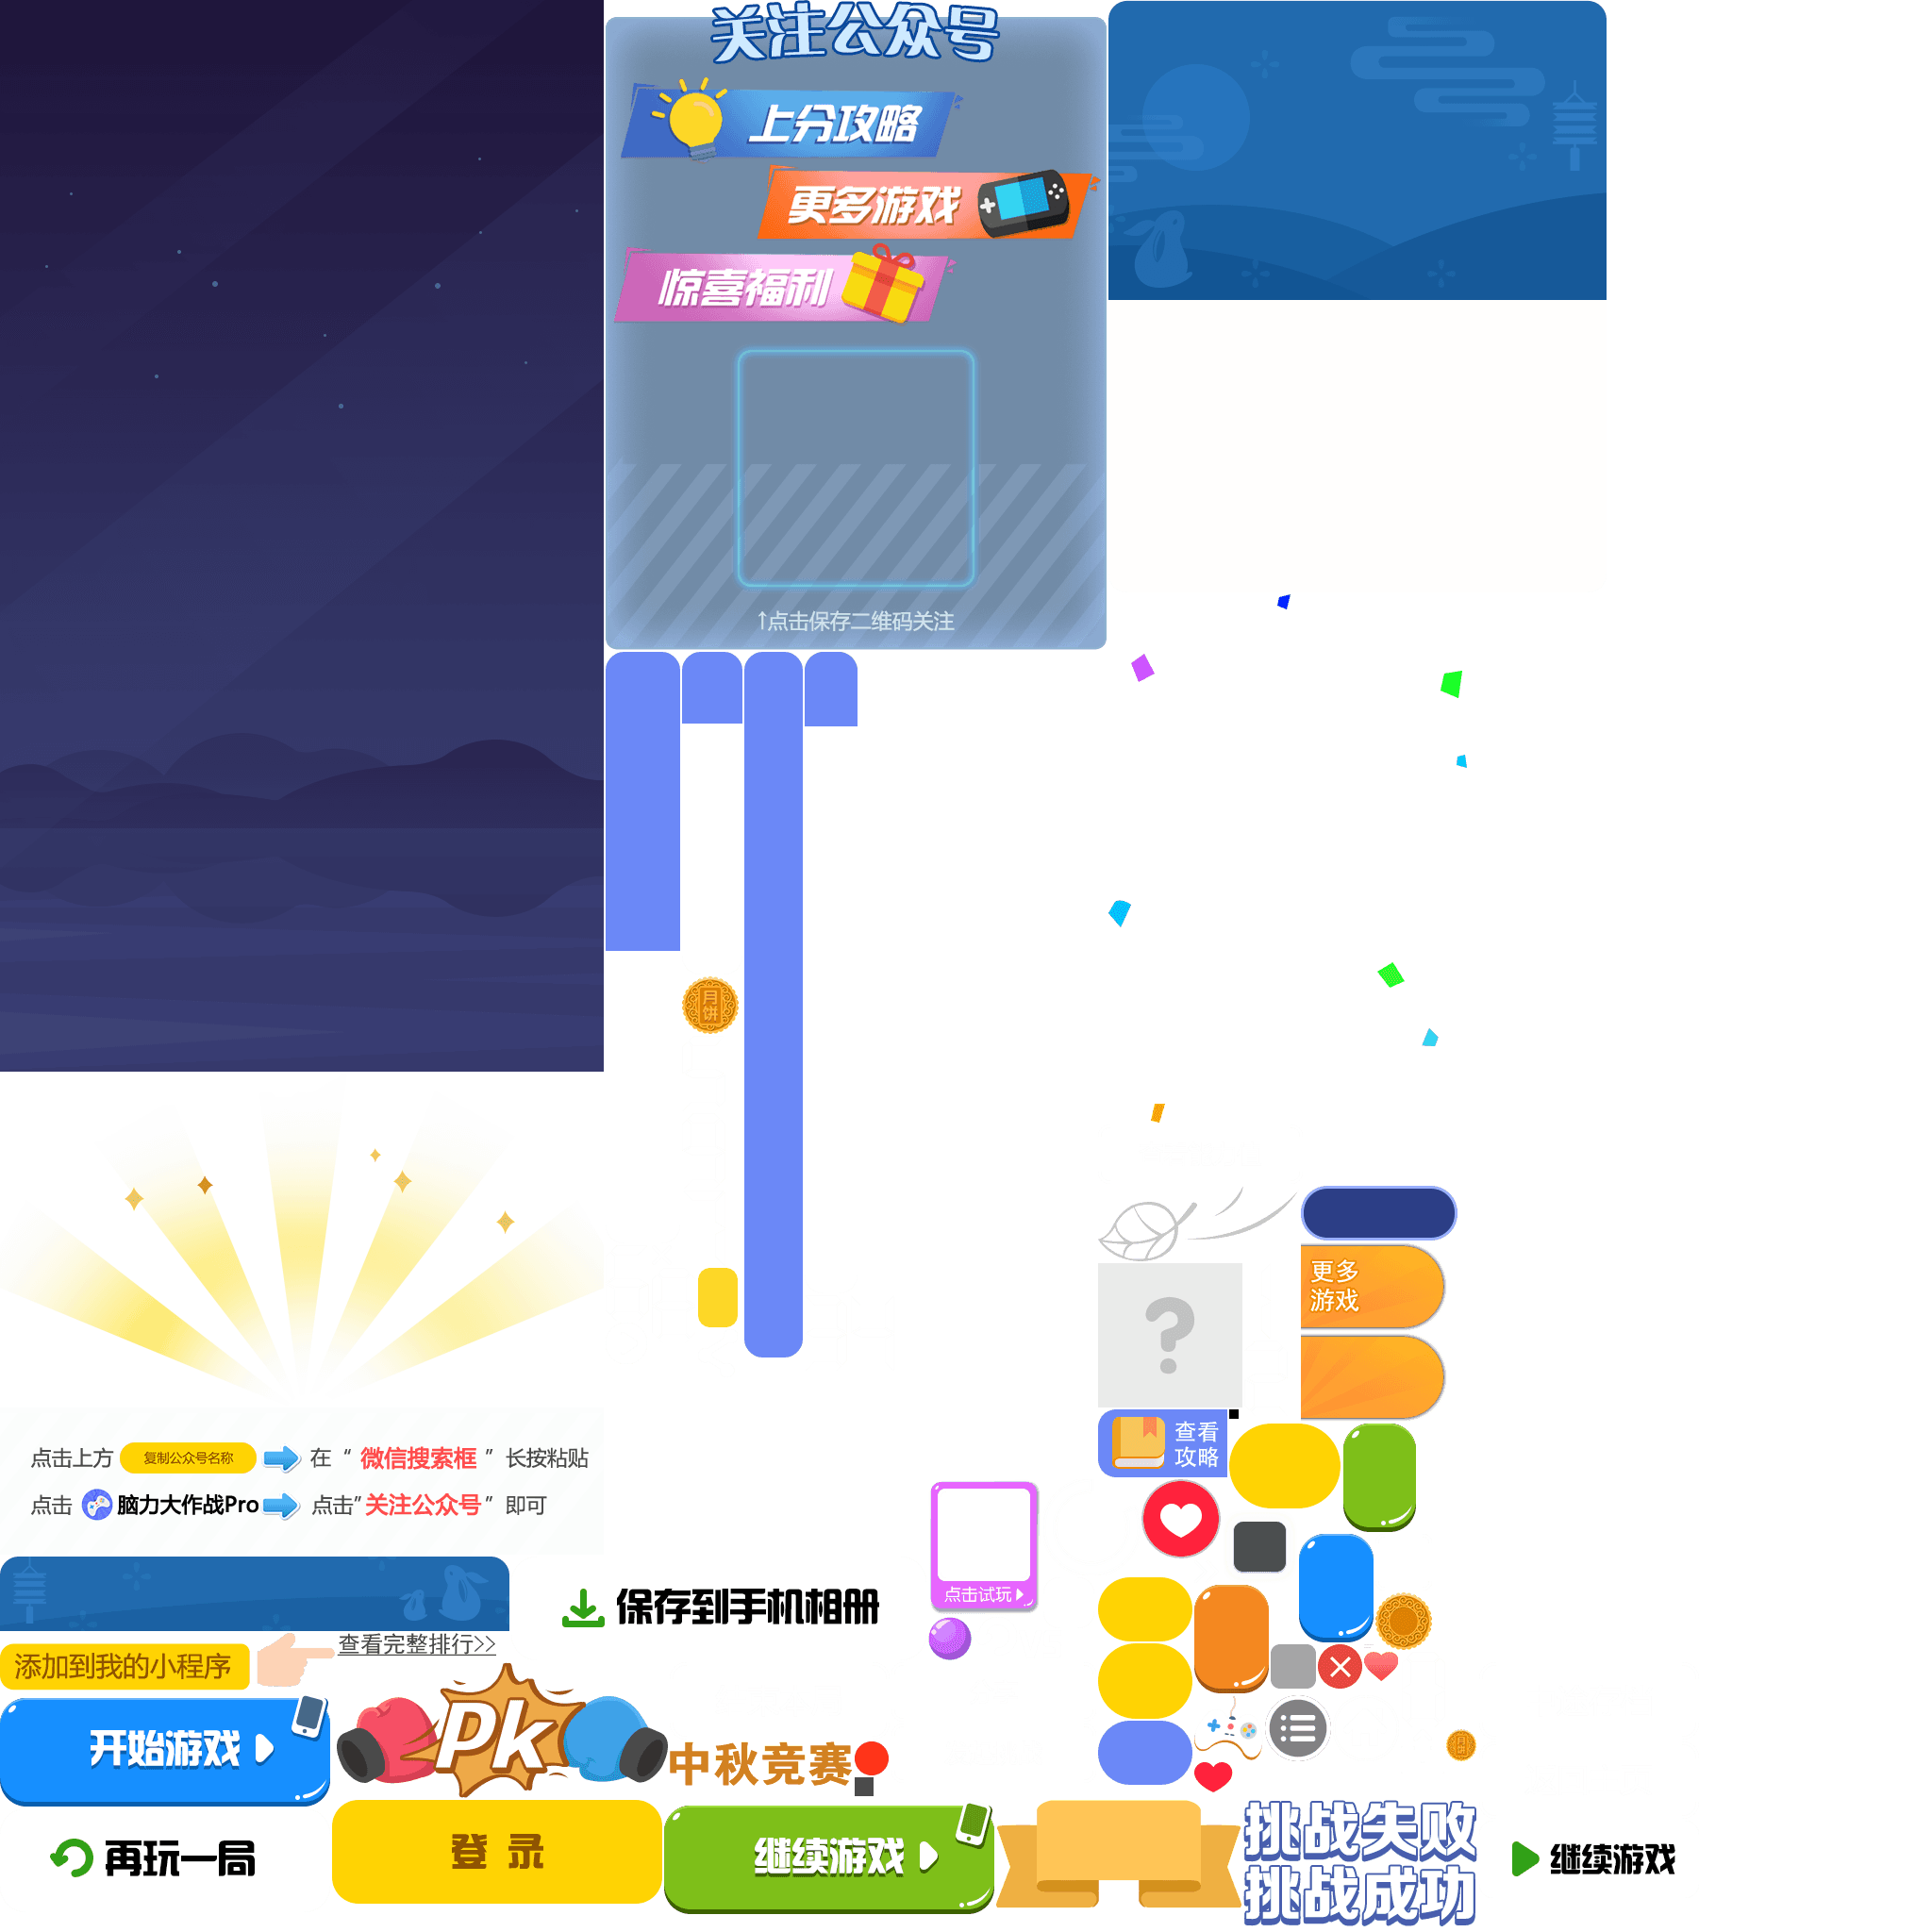 关注公众号
上分攻略
更多游戏
惊喜福利
↑点击保存二维码关注
月饼
更多
游戏
查看
攻略
点击上方 复制公众号名称 在“ 微信搜索框 ”长按粘贴
点击 脑力大作战Pro 点击“关注公众号”即可
点击试玩
保存到手机相册
查看完整排行>>
添加到我的小程序
开始游戏
Pk
中秋竞赛
月饼
再玩一局
登 录
继续游戏
挑战失败
挑战成功
继续游戏